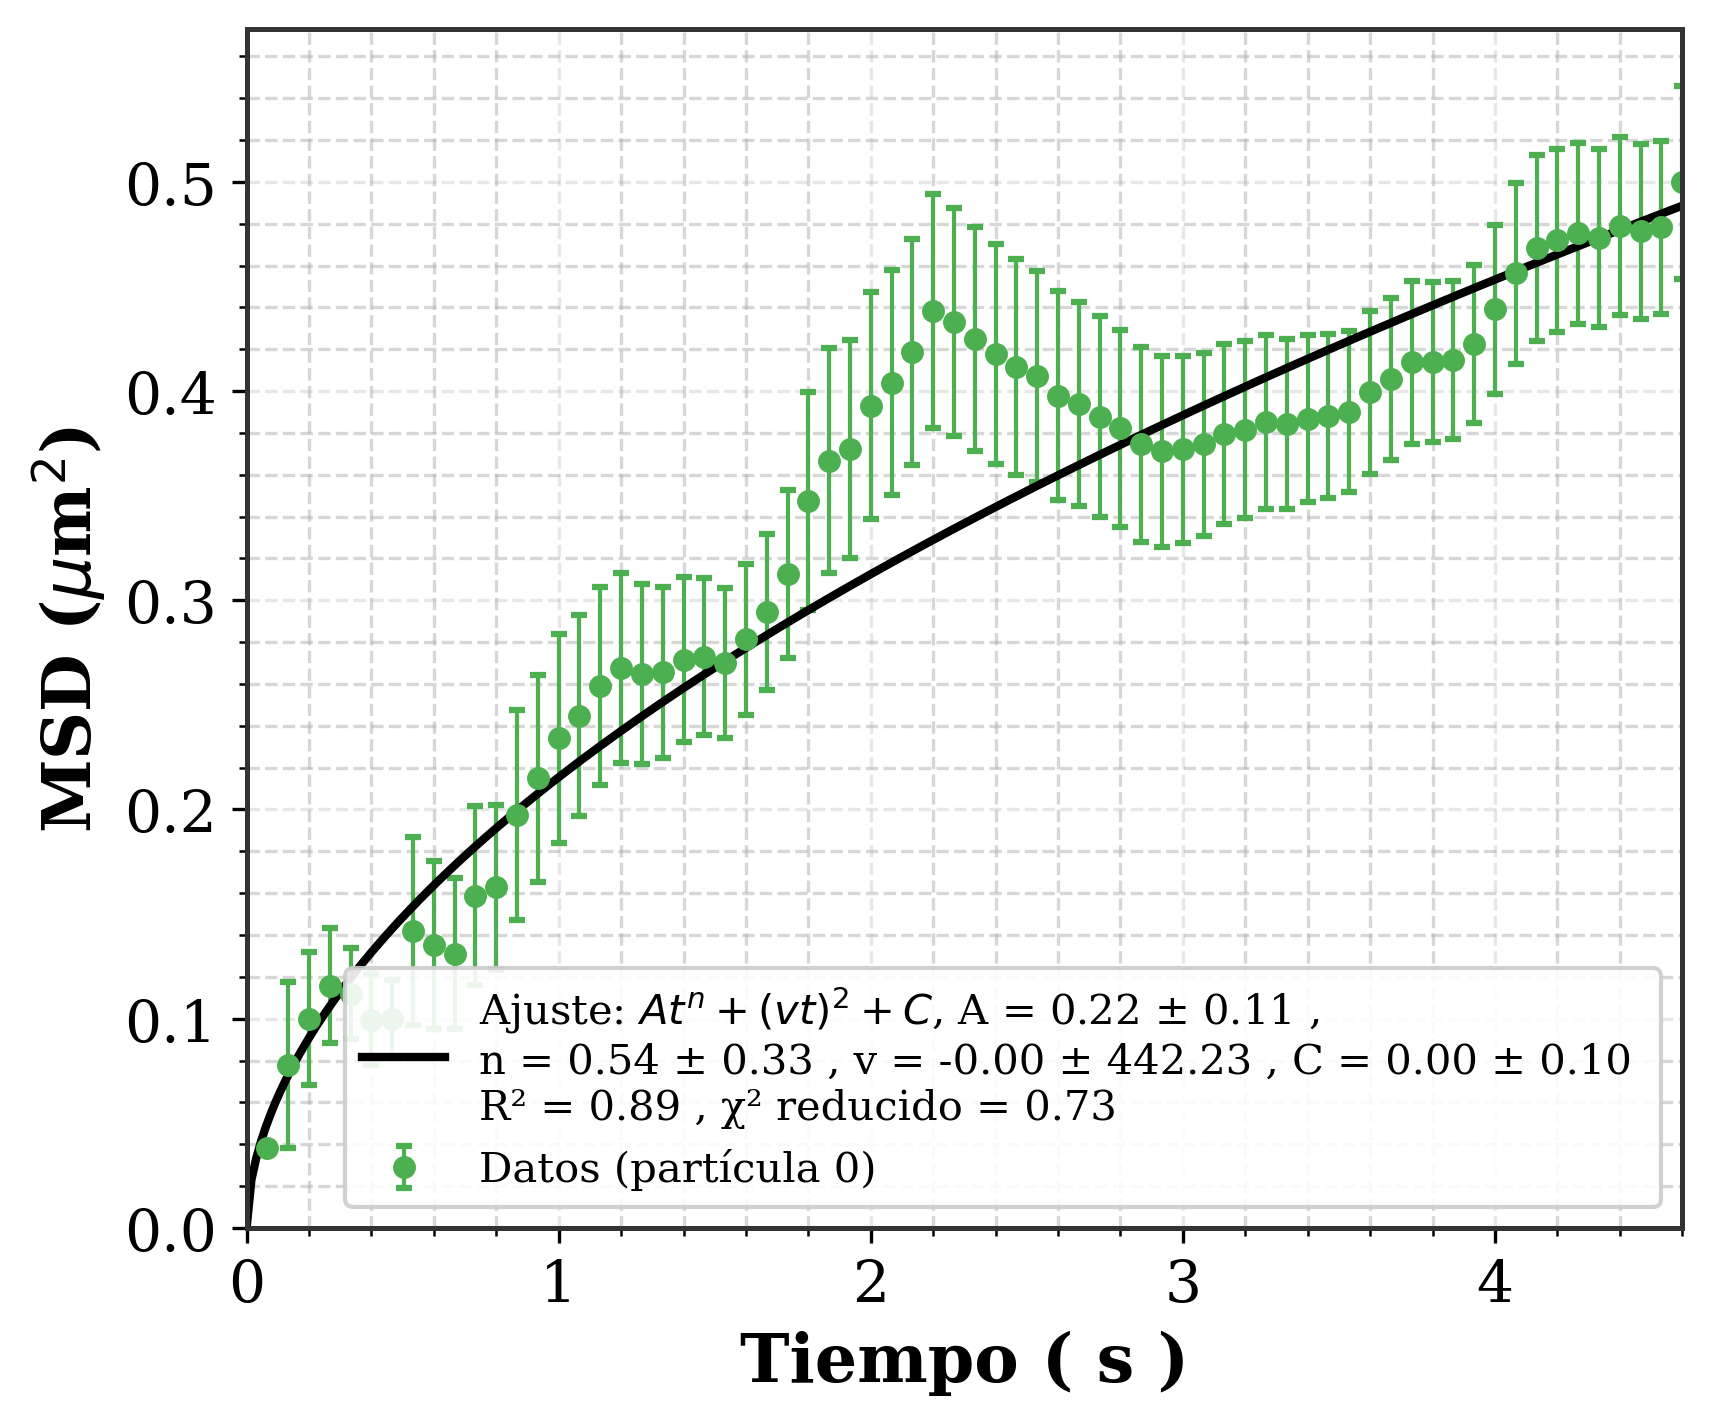 0.5
0.4
0.3
0.2
0.1
0.0
MSD (μm²)
Ajuste: Atⁿ + (vt)² + C, A = 0.22 ± 0.11 ,
n = 0.54 ± 0.33 , v = -0.00 ± 442.23 , C = 0.00 ± 0.10
R² = 0.89 , χ² reducido = 0.73
Datos (partícula 0)
0 1 2 3 4
Tiempo ( s )